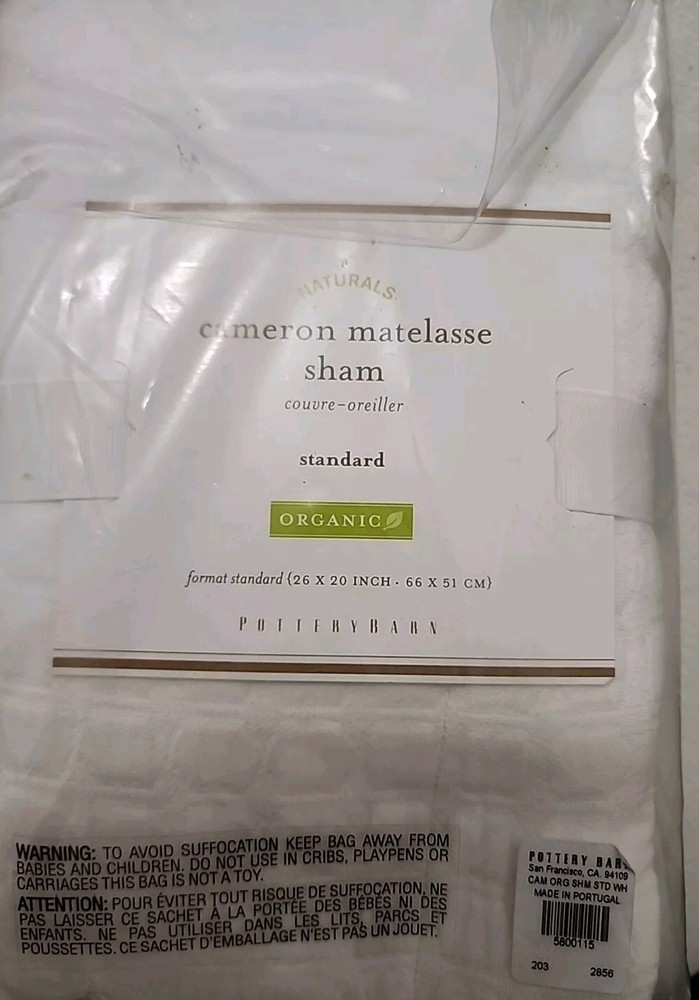 NATURALS
cameron matelasse
sham
couvre-oreiller
standard
ORGANIC
format standard {26 X 20 INCH · 66 X 51 CM}
POTTERY BARN
WARNING: TO AVOID SUFFOCATION KEEP BAG AWAY FROM
BABIES AND CHILDREN. DO NOT USE IN CRIBS, PLAYPENS OR
CARRIAGES THIS BAG IS NOT A TOY.
ATTENTION: POUR ÉVITER TOUT RISQUE DE SUFFOCATION, NE
PAS LAISSER CE SACHET À LA PORTÉE DES BÉBÉS NI DES
ENFANTS. NE PAS UTILISER DANS LES LITS, PARCS ET
POUSSETTES. CE SACHET D'EMBALLAGE N'EST PAS UN JOUET.
POTTERY BARN
San Francisco, CA. 94109
CAM ORG SHM STD WH
MADE IN PORTUGAL
5800115
203 2856